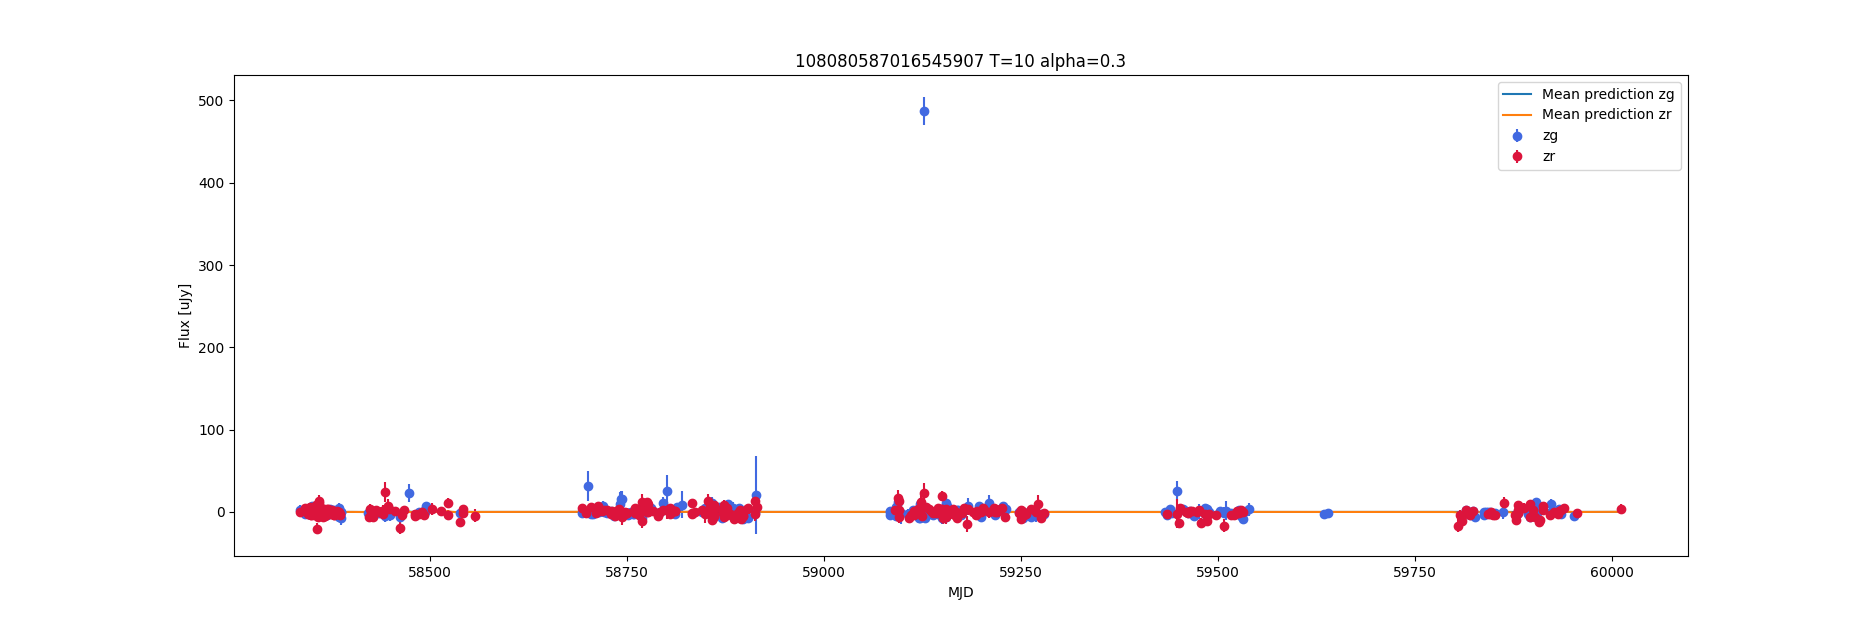 108080587016545907 T=10 alpha=0.3
Flux [uJy]
500
400
300
200
100
0
58500
58750
59000
59250
59500
59750
60000
MJD
Mean prediction zg
Mean prediction zr
zg
zr